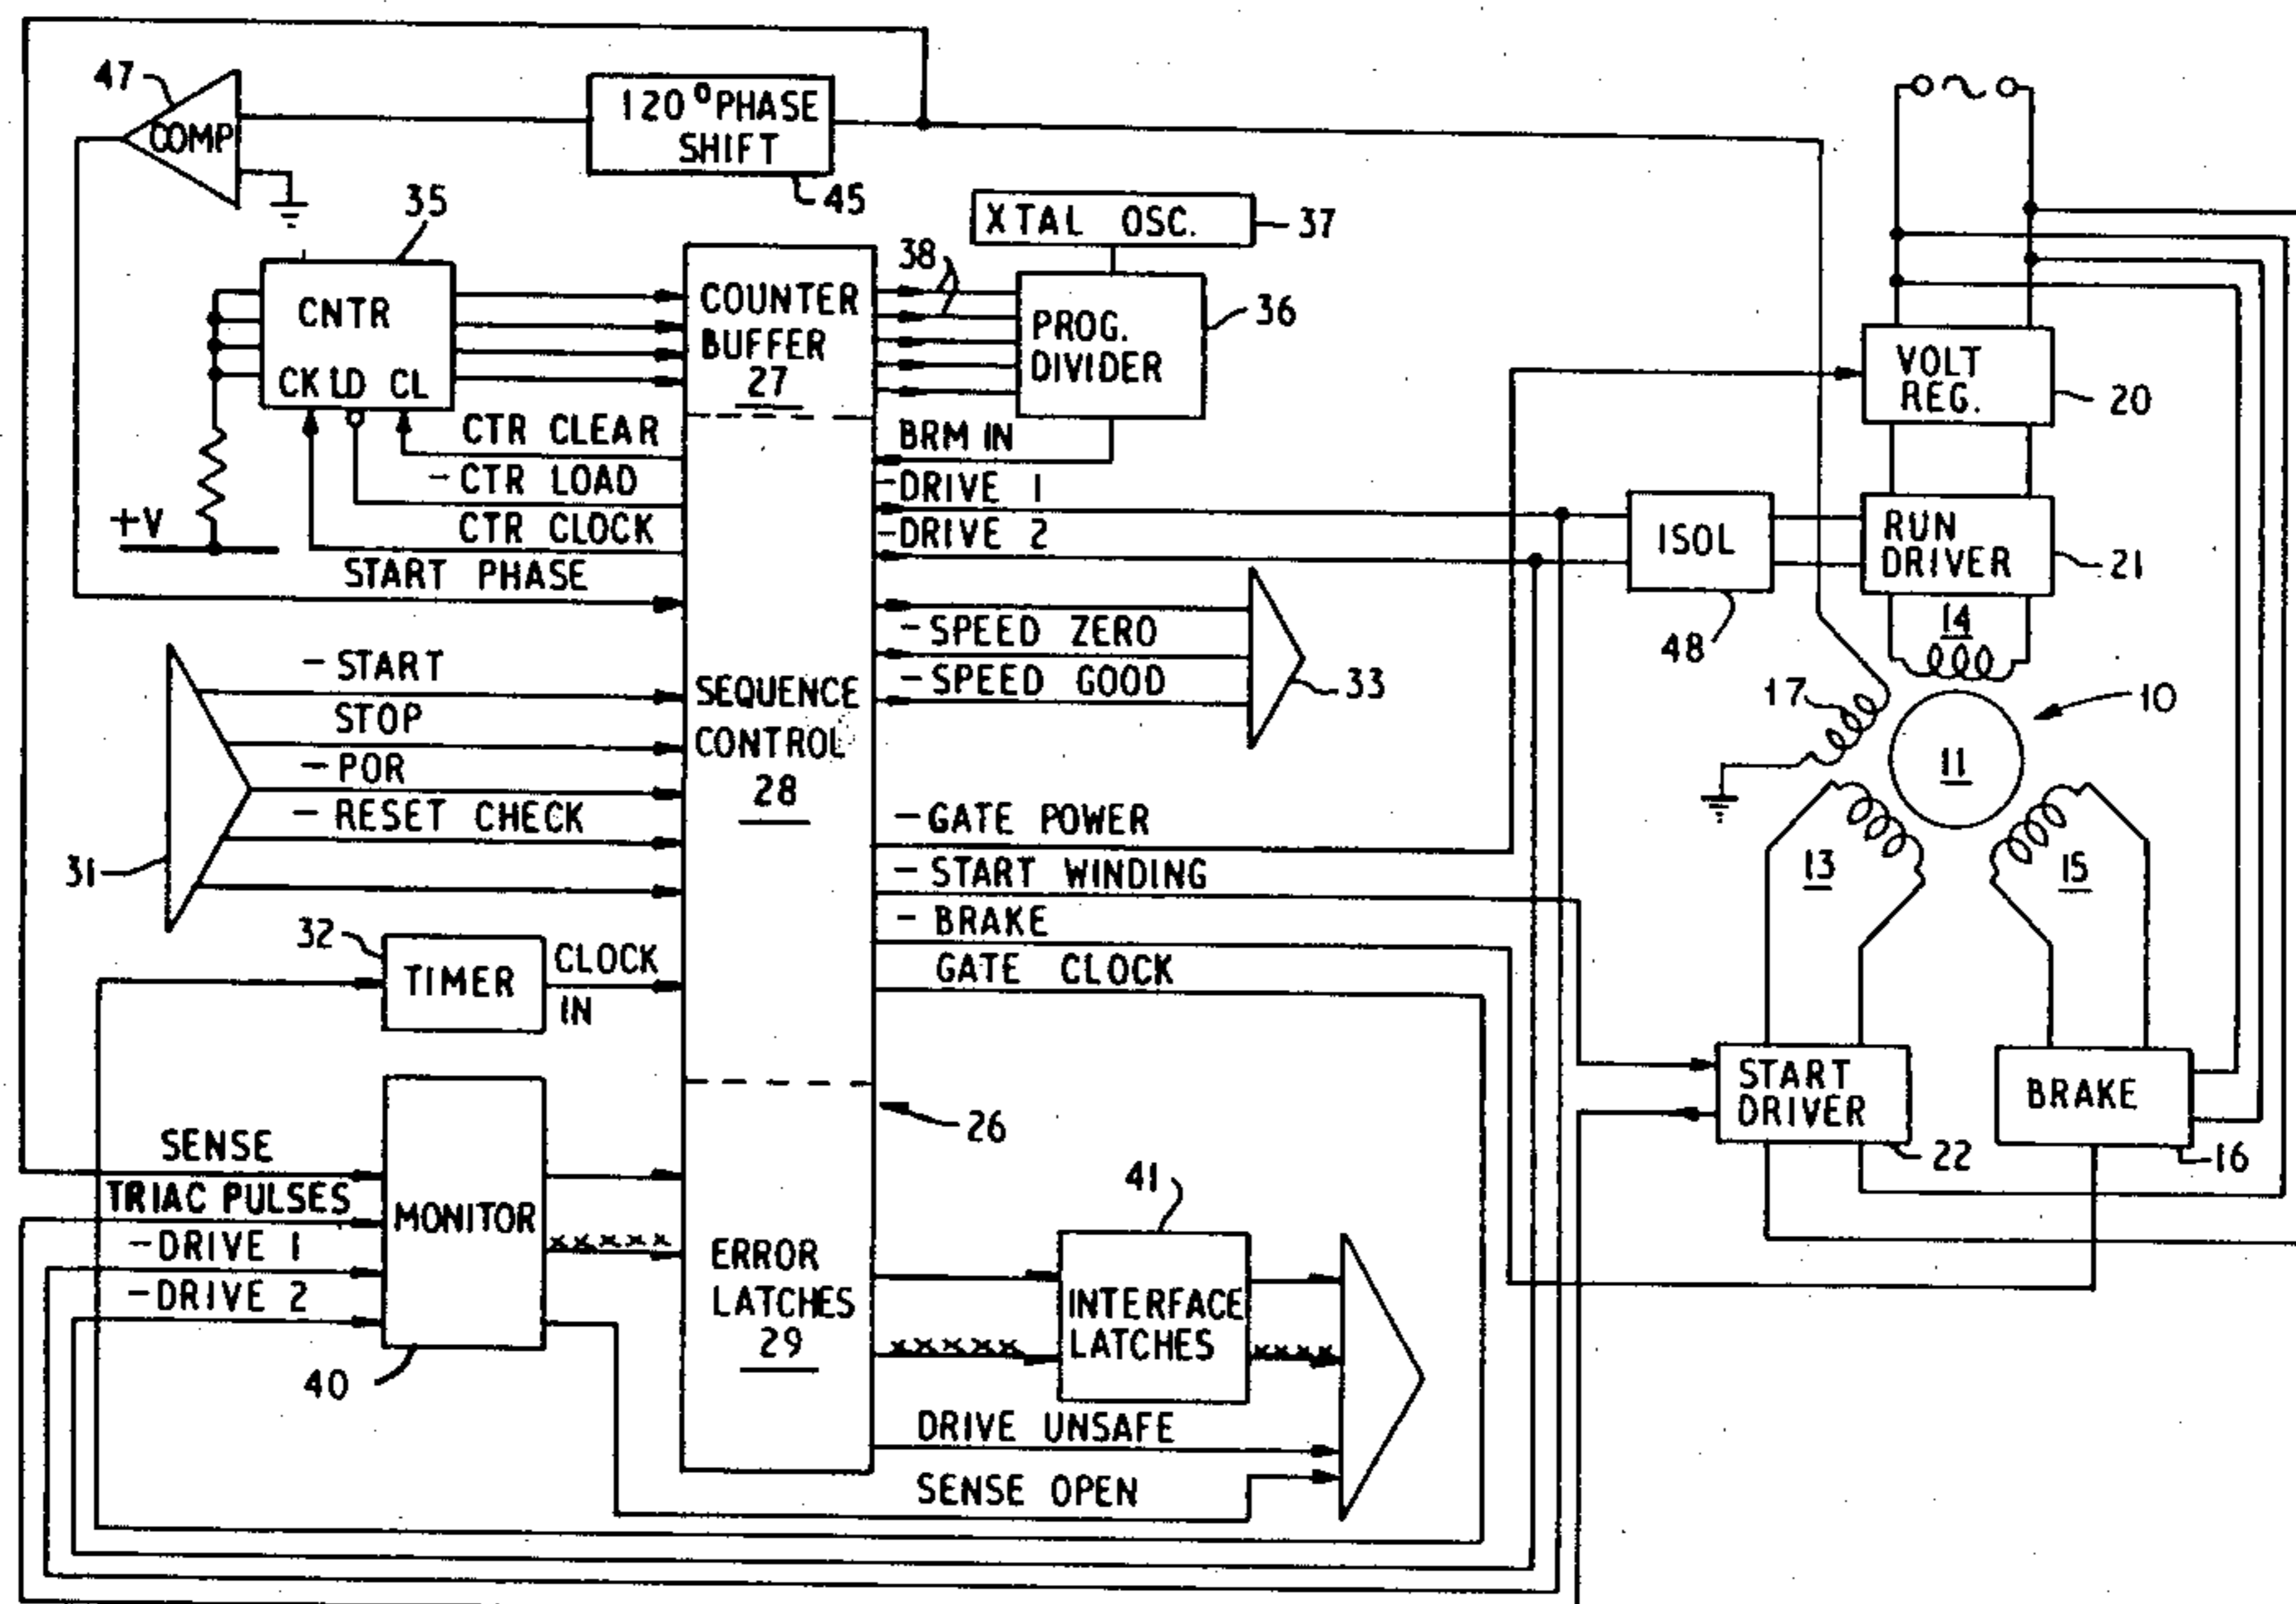 47
COMP
120° PHASE
SHIFT
45
35
XTAL OSC.
37
38
CNTR
CK LD CL
COUNTER
BUFFER
27
PROG.
DIVIDER
36
VOLT
REG.
20
CTR CLEAR
- CTR LOAD
CTR CLOCK
+V
START PHASE
BRM IN
-DRIVE 1
-DRIVE 2
ISOL
48
RUN
DRIVER
21
14
- SPEED ZERO
- SPEED GOOD
33
- START
STOP
- POR
- RESET CHECK
31
SEQUENCE
CONTROL
28
17
10
11
13
15
- GATE POWER
- START WINDING
- BRAKE
GATE CLOCK
32
TIMER
CLOCK
IN
START
DRIVER
22
BRAKE
16
26
SENSE
TRIAC PULSES
-DRIVE 1
-DRIVE 2
MONITOR
xxxxx
40
ERROR
LATCHES
29
41
INTERFACE
LATCHES
xxxxx
xxxx
DRIVE UNSAFE
SENSE OPEN